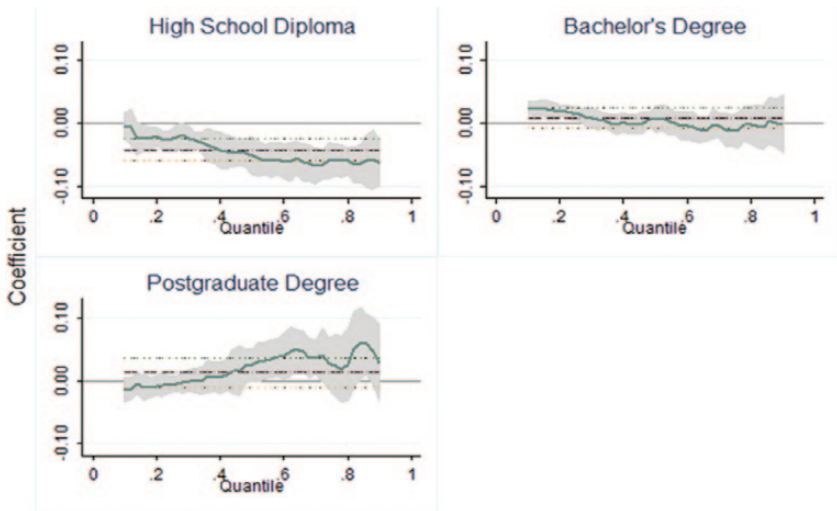 High School Diploma
Bachelor's Degree
0.10
0.00
-0.10
0 .2 .4 .6 .8 1
Quantile
0.10
0.00
-0.10
0 .2 .4 .6 .8 1
Quantile
Coefficient
Postgraduate Degree
0.10
0.00
-0.10
0 .2 .4 .6 .8 1
Quantile